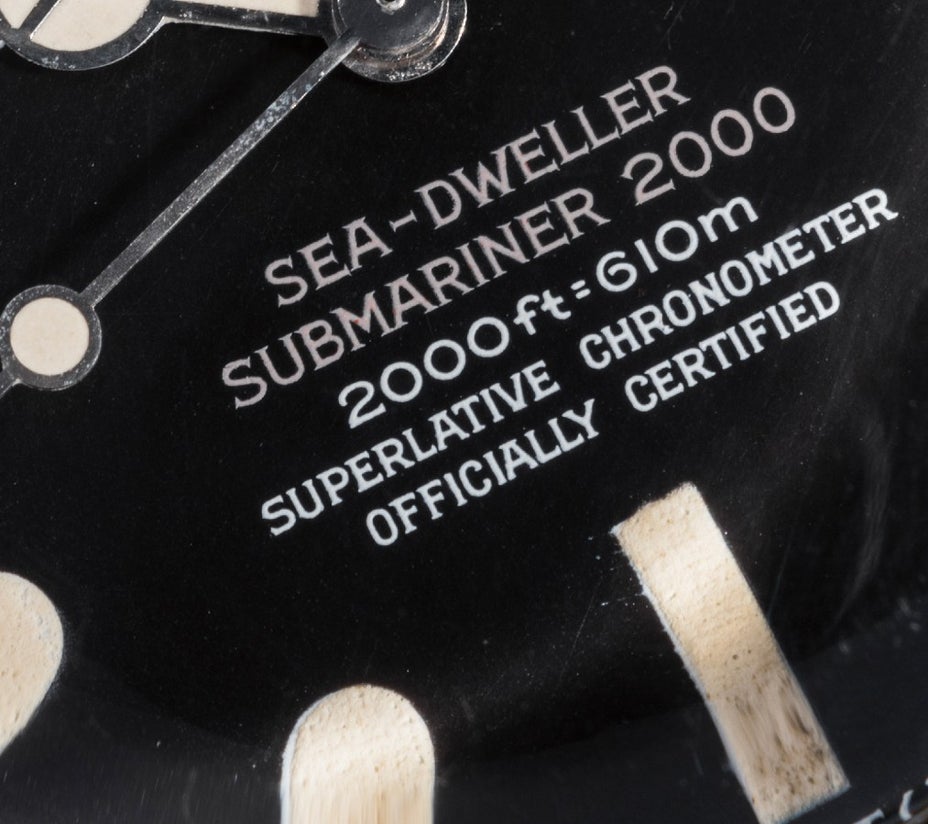 SEA-DWELLER
SUBMARINER 2000
2000ft=610m
SUPERLATIVE CHRONOMETER
OFFICIALLY CERTIFIED